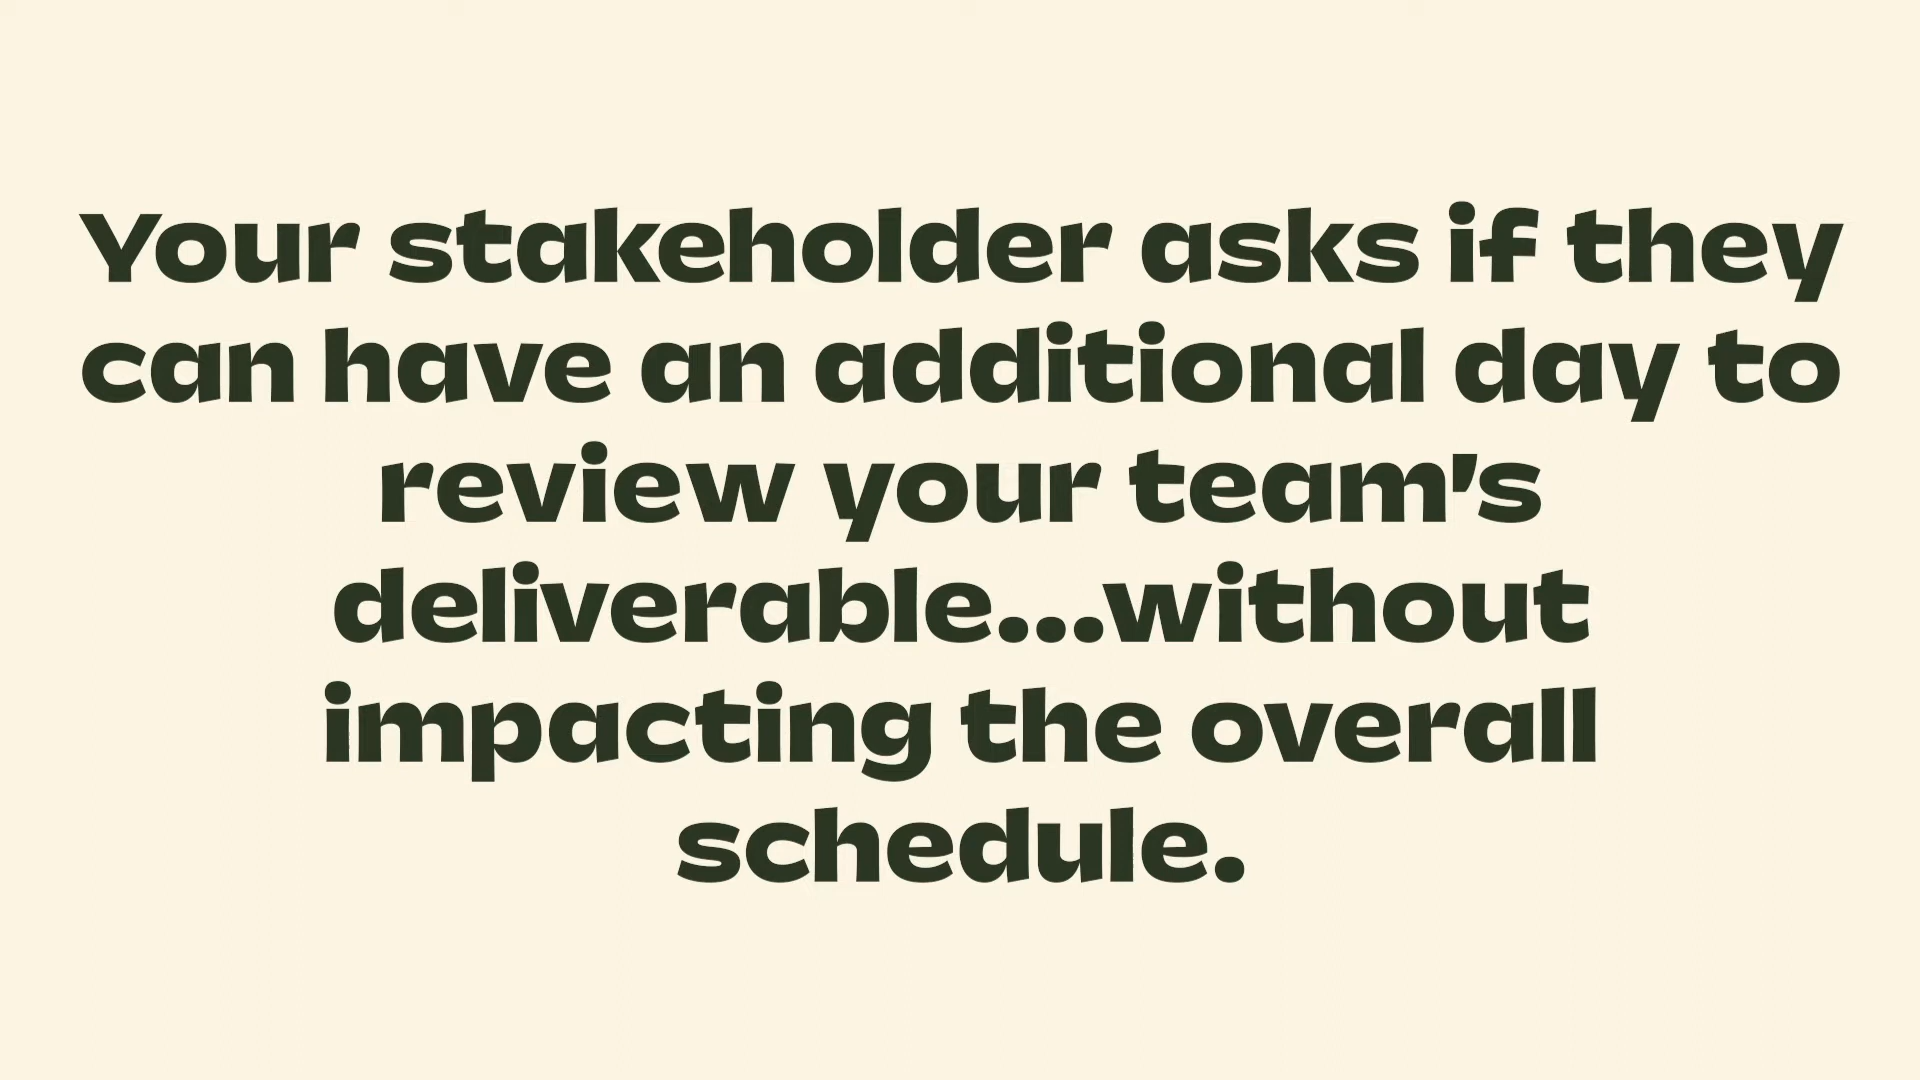 Your stakeholder asks if they
can have an additional day to
review your team's
deliverable...without
impacting the overall
schedule.